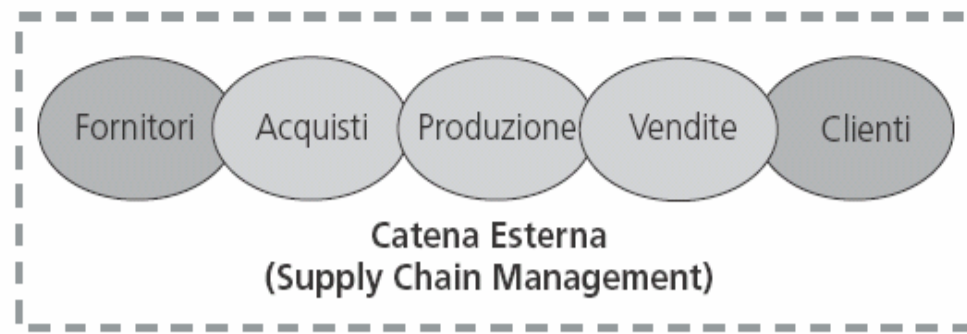 Fornitori Acquisti Produzione Vendite Clienti
Catena Esterna
(Supply Chain Management)